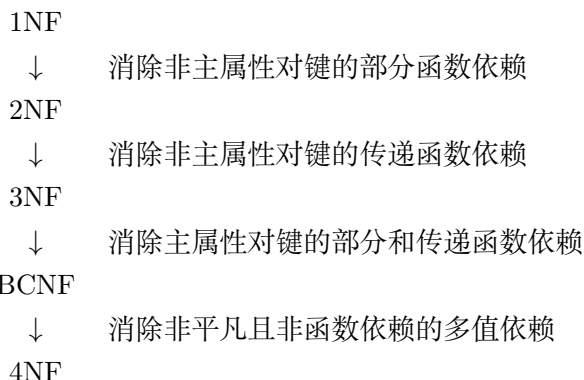 1NF
↓ 消除非主属性对键的部分函数依赖
2NF
↓ 消除非主属性对键的传递函数依赖
3NF
↓ 消除主属性对键的部分和传递函数依赖
BCNF
↓ 消除非平凡且非函数依赖的多值依赖
4NF